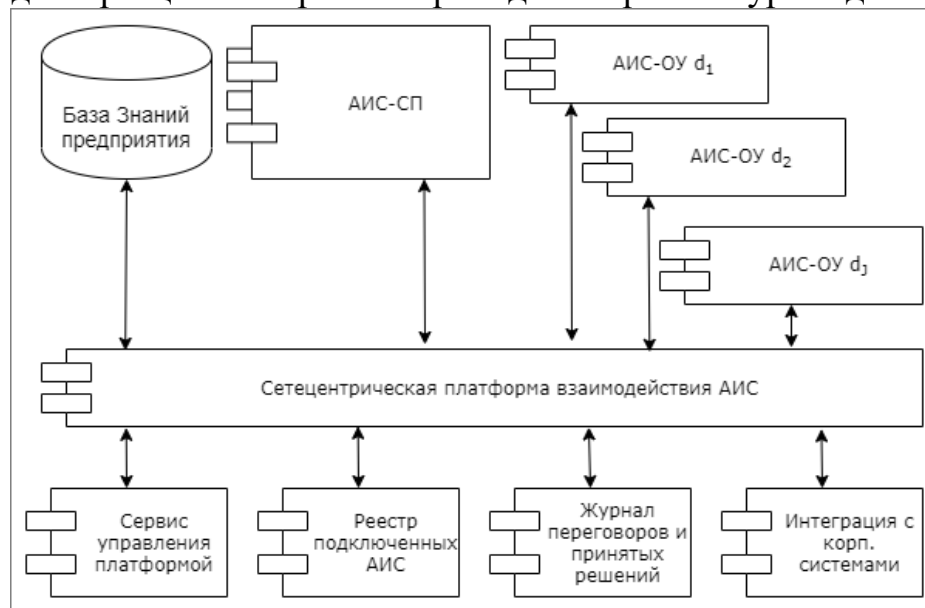 База Знаний
предприятия
АИС-СП
АИС-ОУ d1
АИС-ОУ d2
АИС-ОУ dJ
Сетецентрическая платформа взаимодействия АИС
Сервис
управления
платформой
Реестр
подключенных
АИС
Журнал
переговоров и
принятых
решений
Интеграция с
корп.
системами